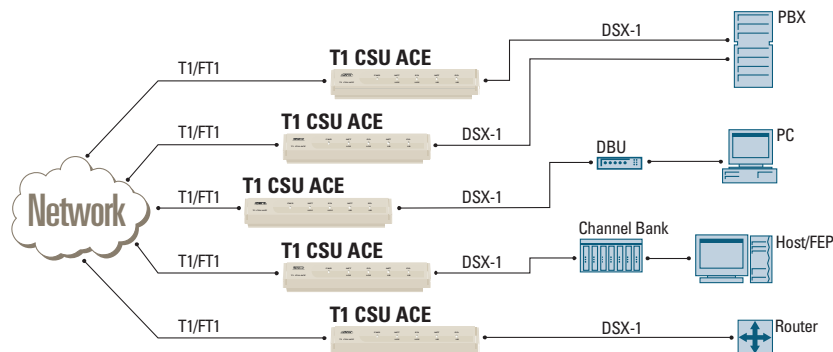 PBX
DSX-1
T1 CSU ACE
T1/FT1
T1 CSU ACE
T1/FT1
DSX-1
PC
DBU
T1 CSU ACE
T1/FT1
DSX-1
Network
Channel Bank
T1 CSU ACE
Host/FEP
T1/FT1
DSX-1
T1 CSU ACE
T1/FT1
DSX-1
Router